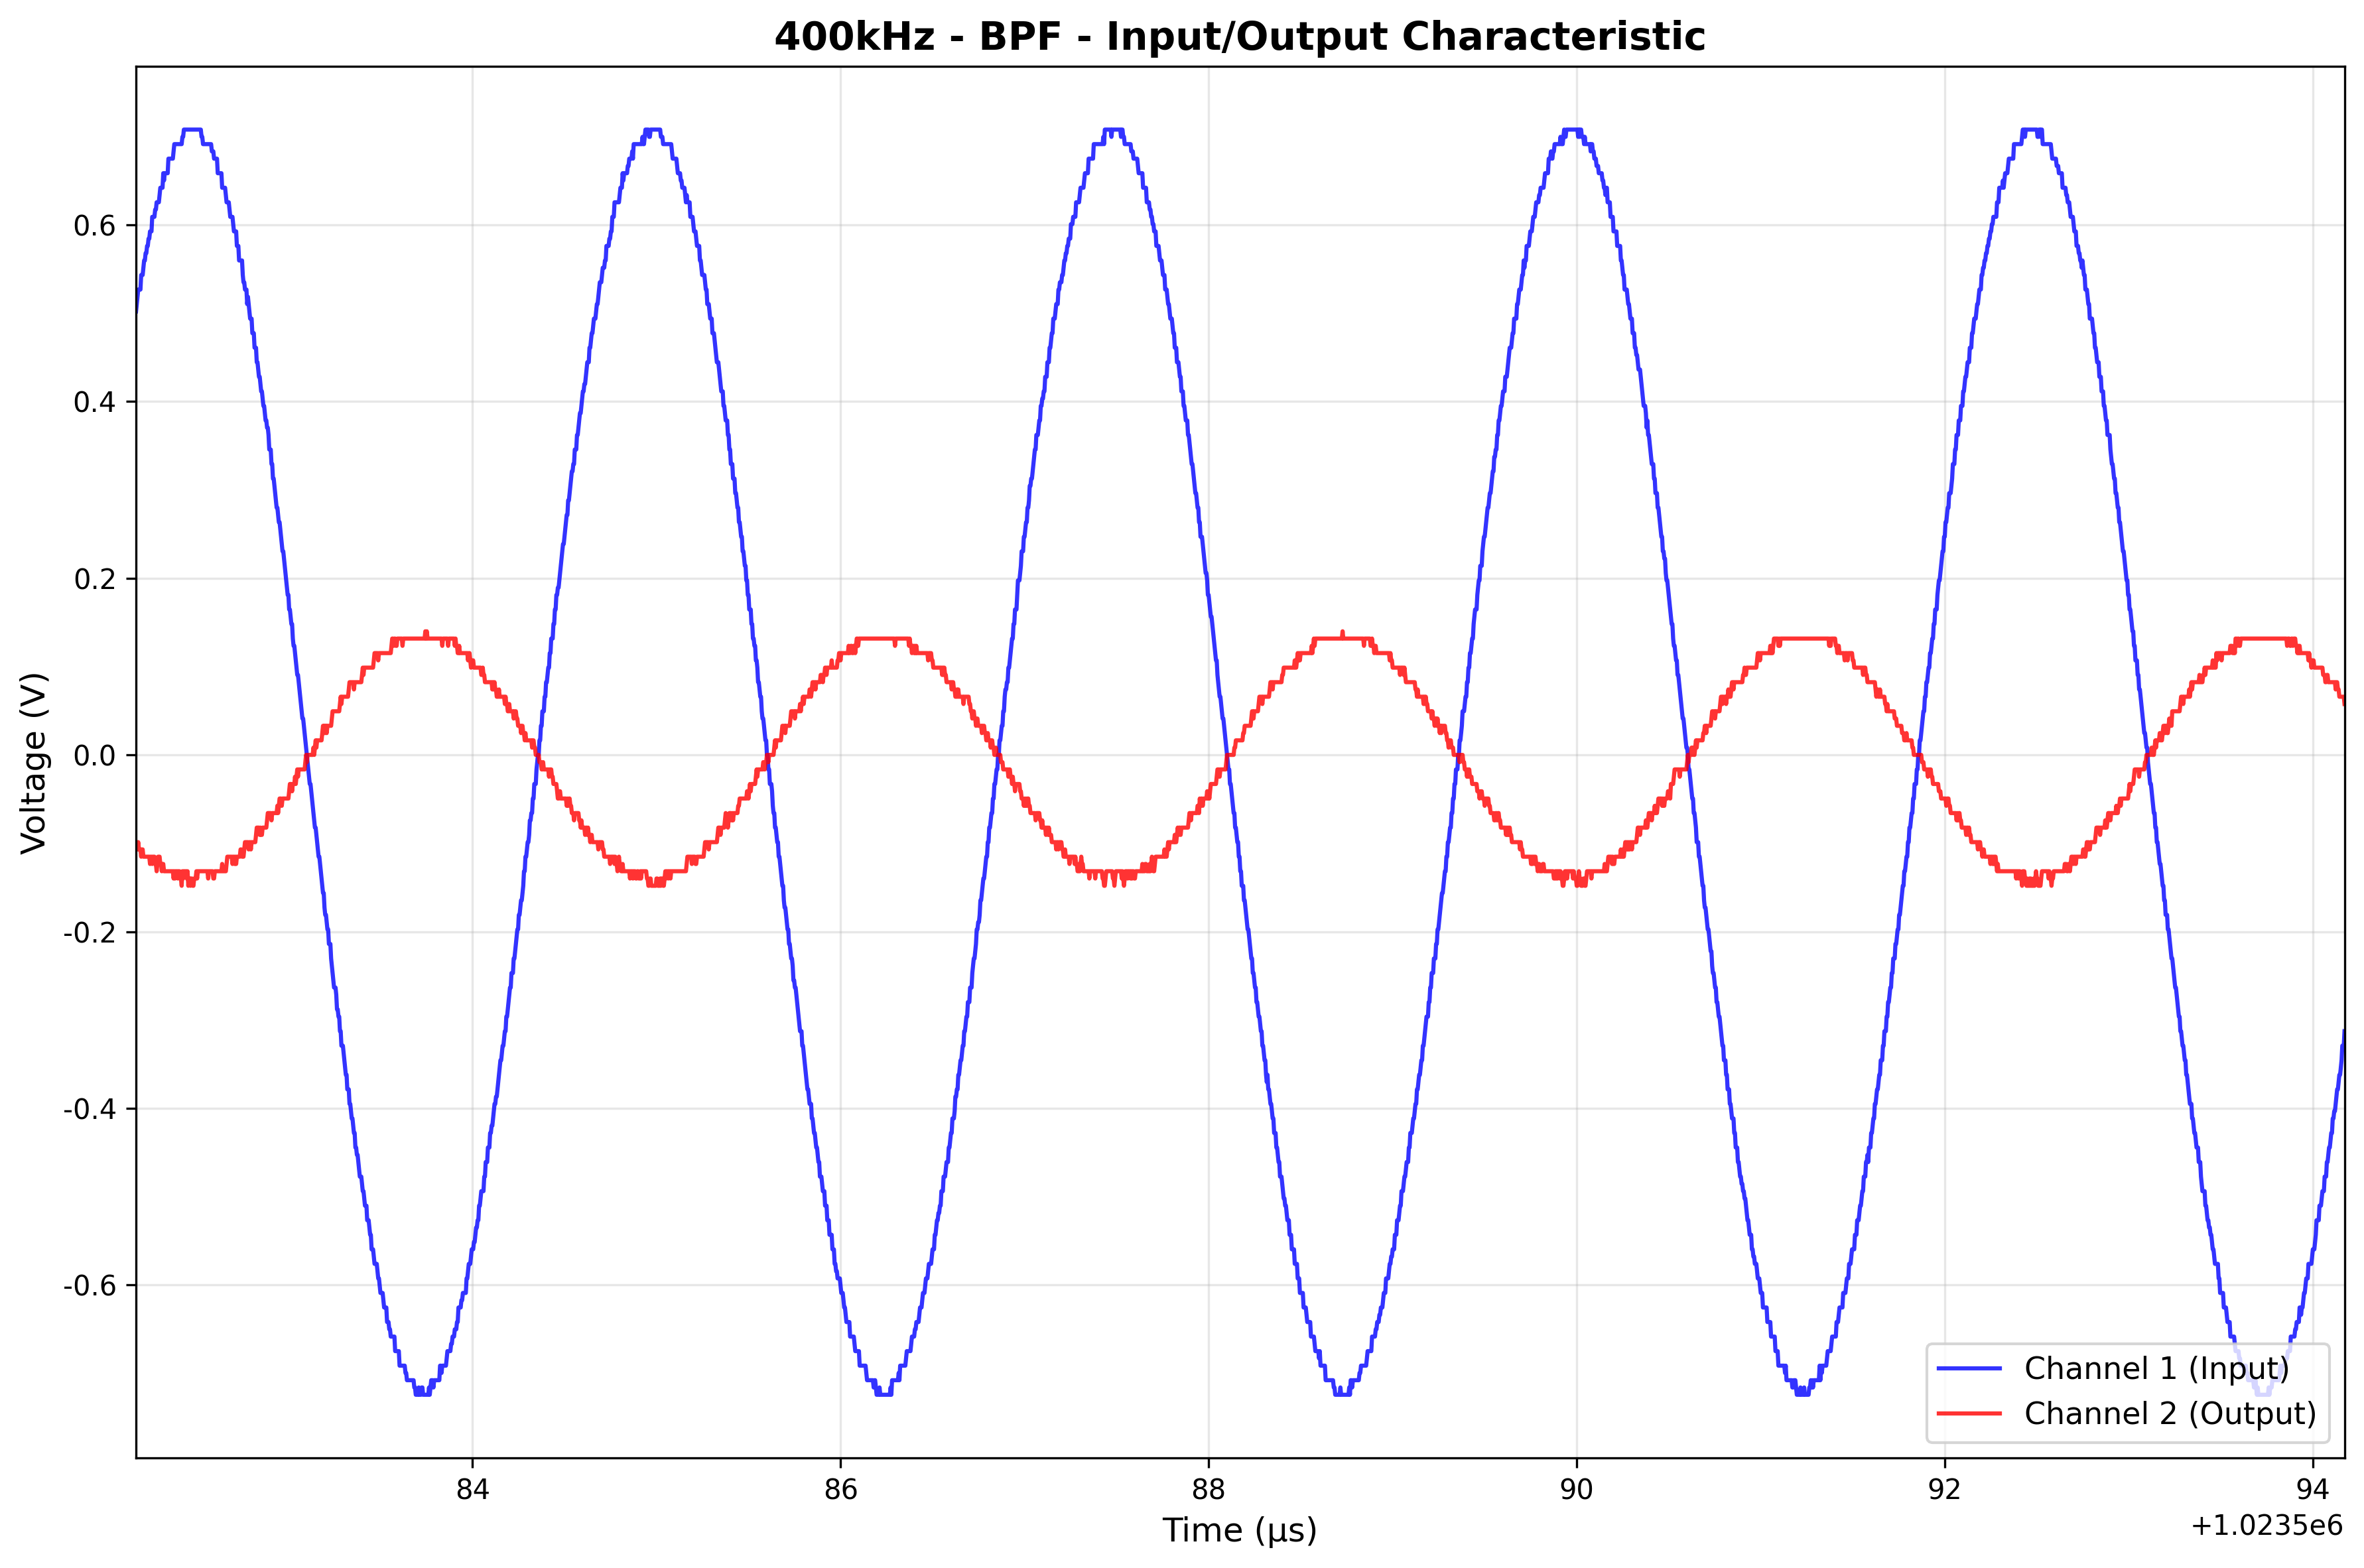 400kHz - BPF - Input/Output Characteristic
Voltage (V)
0.6
0.4
0.2
0.0
-0.2
-0.4
-0.6
84 86 88 90 92 94
Time (µs)
+1.0235e6
Channel 1 (Input)
Channel 2 (Output)